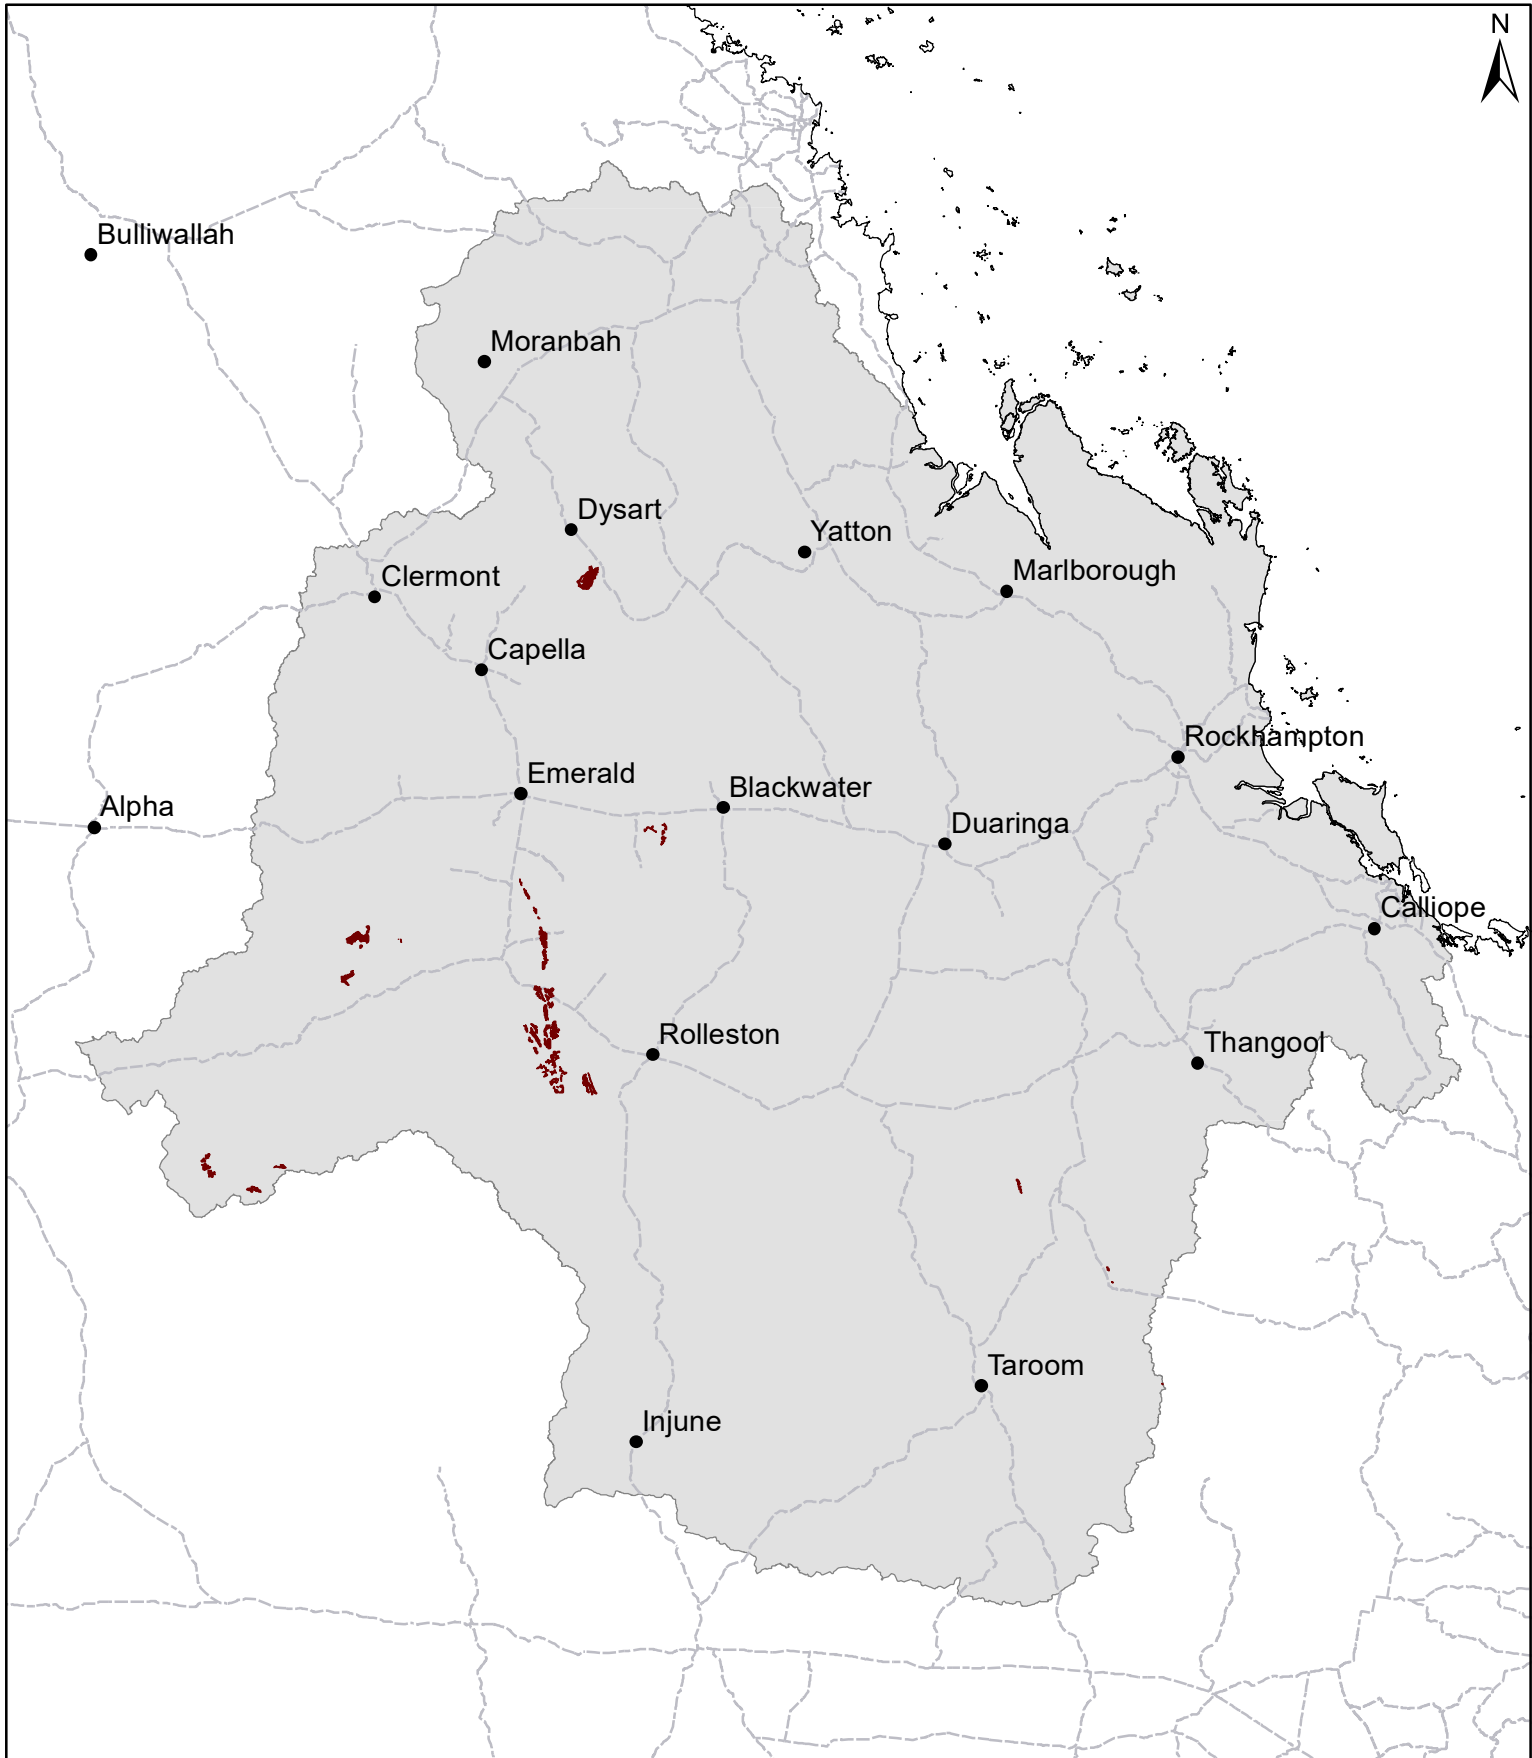 N
Bulliwallah
Moranbah
Dysart
Yatton
Clermont
Marlborough
Capella
Rockhampton
Emerald
Blackwater
Alpha
Duaringa
Calliope
Rolleston
Thangool
Taroom
Injune